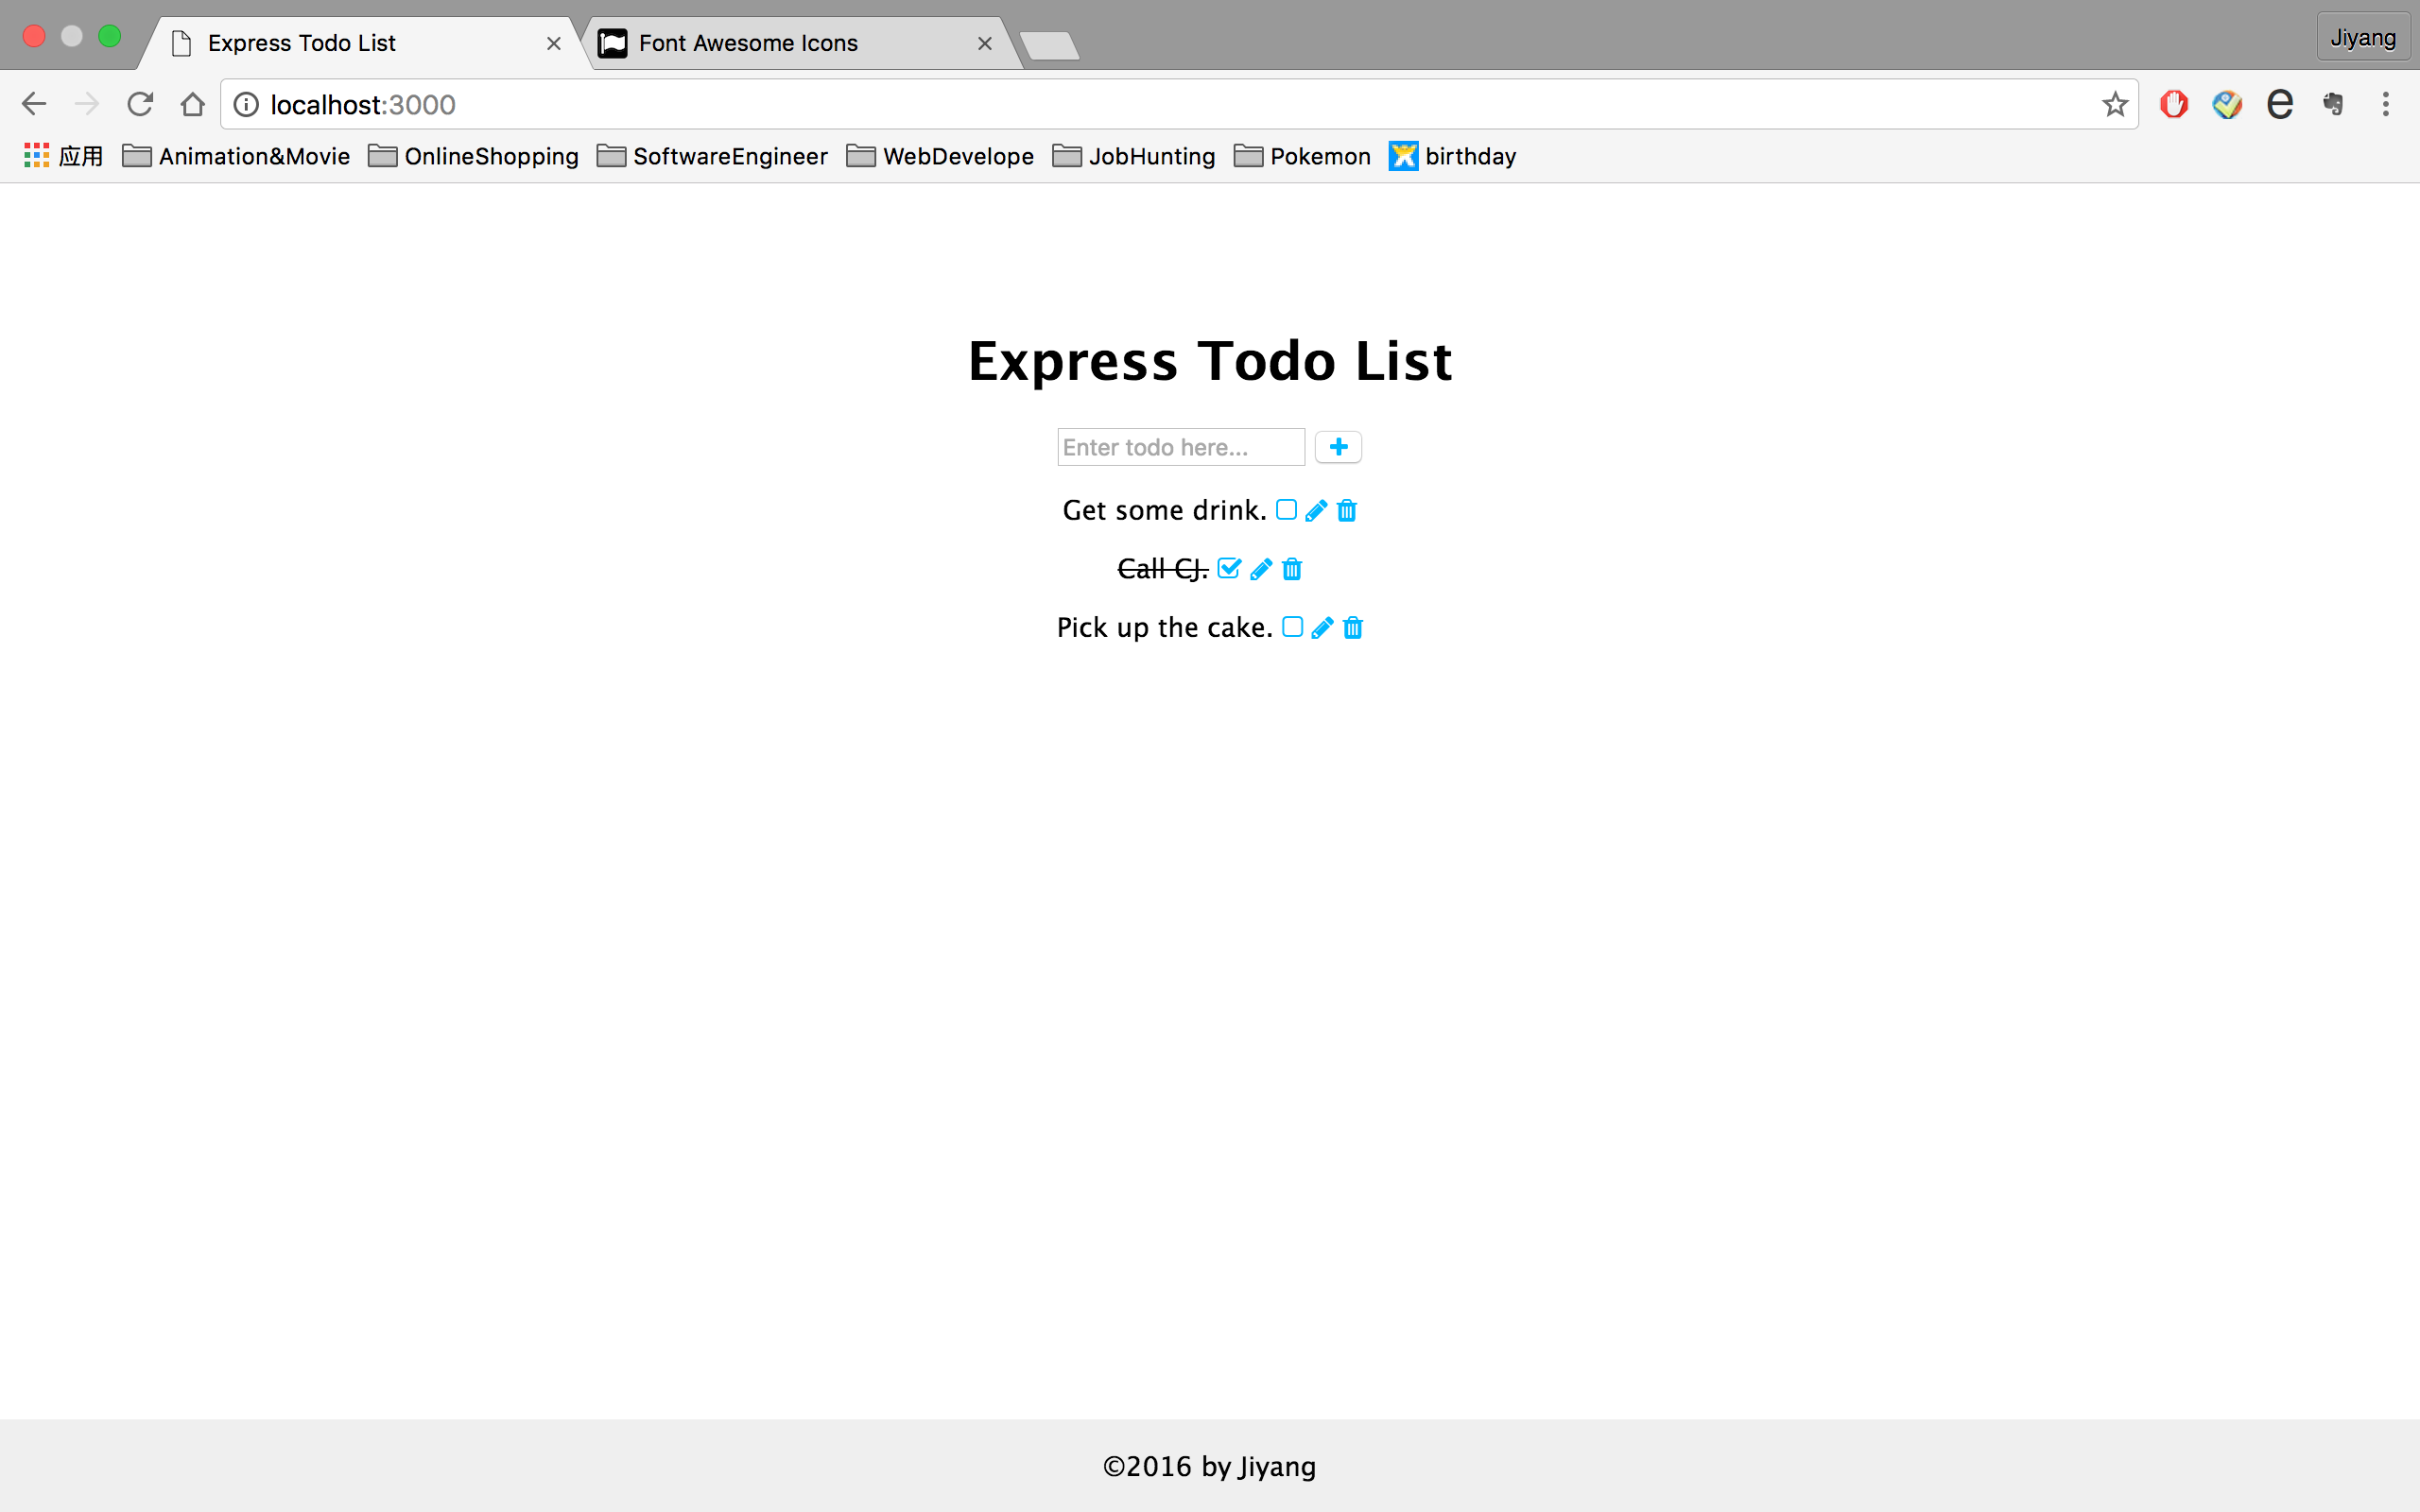 Express Todo List
Font Awesome Icons
Jiyang
localhost:3000
应用 Animation&Movie OnlineShopping SoftwareEngineer WebDevelope JobHunting Pokemon birthday
Express Todo List
Enter todo here...
Get some drink.
Call CJ.
Pick up the cake.
©2016 by Jiyang